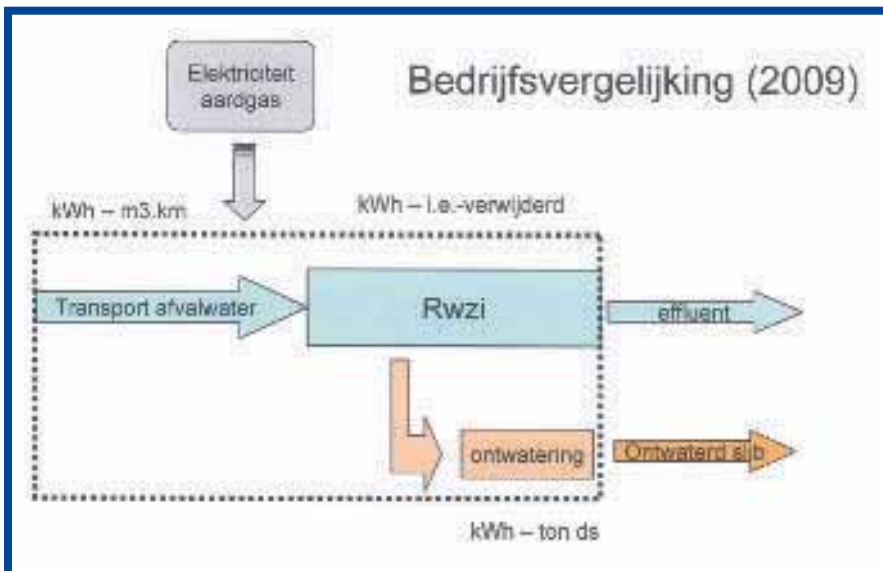 Elektriciteit
aardgas
Bedrijfsvergelijking (2009)
kWh – m3.km
kWh – i.e.-verwijderd
Transport afvalwater
Rwzi
effluent
ontwatering
Ontwaterd slib
kWh – ton ds